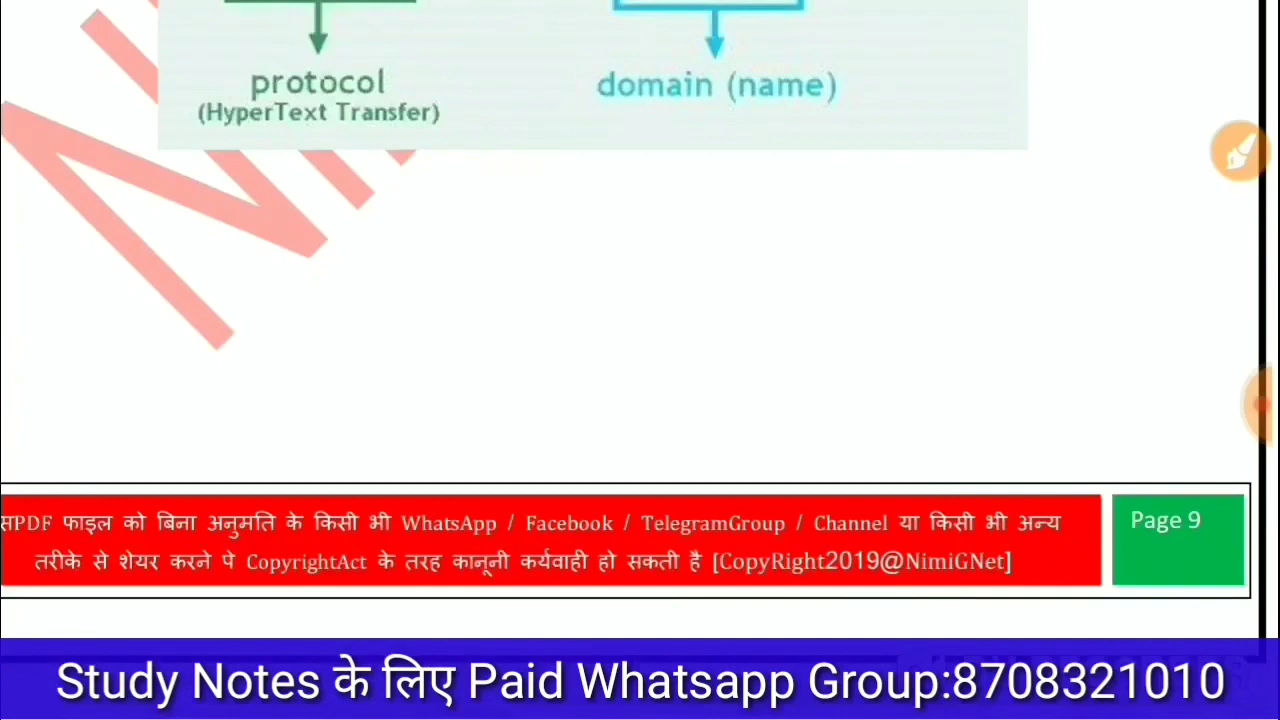 protocol
domain (name)
(HyperText Transfer)
सPDF फाइल को बिना अनुमति के किसी भी WhatsApp / Facebook / TelegramGroup / Channel या किसी भी अन्य
तरीके से शेयर करने पे CopyrightAct के तरह कानूनी कर्यवाही हो सकती है [CopyRight2019@NimiGNet]
Page 9
Study Notes के लिए Paid Whatsapp Group:8708321010